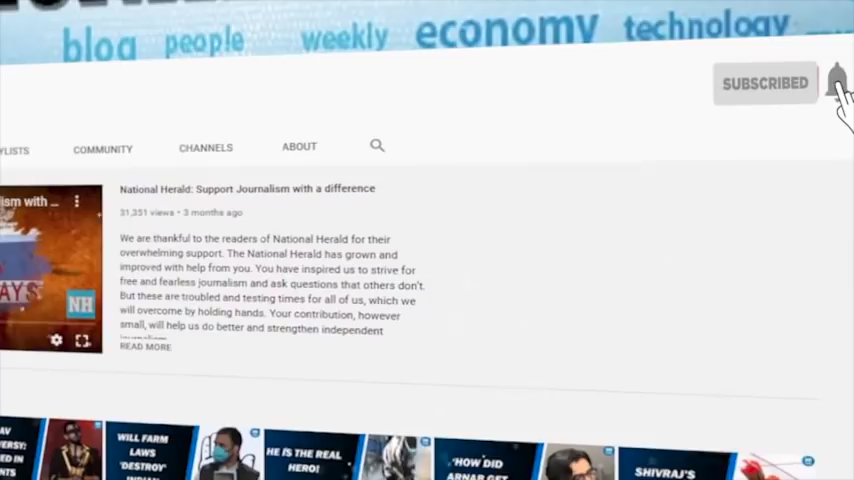 blog people weekly economy technology
SUBSCRIBED
COMMUNITY CHANNELS ABOUT
National Herald: Support Journalism with a difference
31,351 views • 3 months ago
We are thankful to the readers of National Herald for their
overwhelming support. The National Herald has grown and
improved with help from you. You have inspired us to strive for
free and fearless journalism and ask questions that others don't.
But these are troubled and testing times for all of us, which we
will overcome by holding hands. Your contribution, however
small, will help us do better and strengthen independent
READ MORE
ism with ...
AYS
NH
WILL FARM
LAWS
'DESTROY'
HE IS THE REAL
HERO!
'HOW DID
ARNAB GET
SHIVRAJ'S